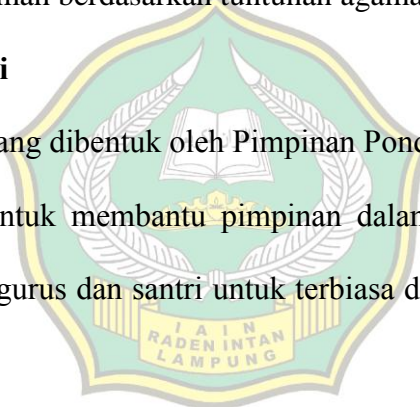 man berdasarkan tuntunan agama
i
ang dibentuk oleh Pimpinan Pond
ntuk membantu pimpinan dalam
gurus dan santri untuk terbiasa d
I A I N
RADEN INTAN
LAMPUNG